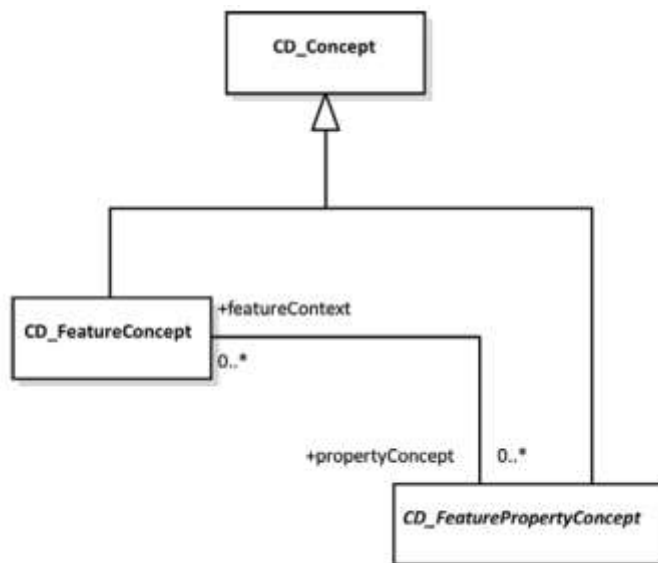 CD_Concept
+featureContext
CD_FeatureConcept
0..*
+propertyConcept 0..*
CD_FeaturePropertyConcept